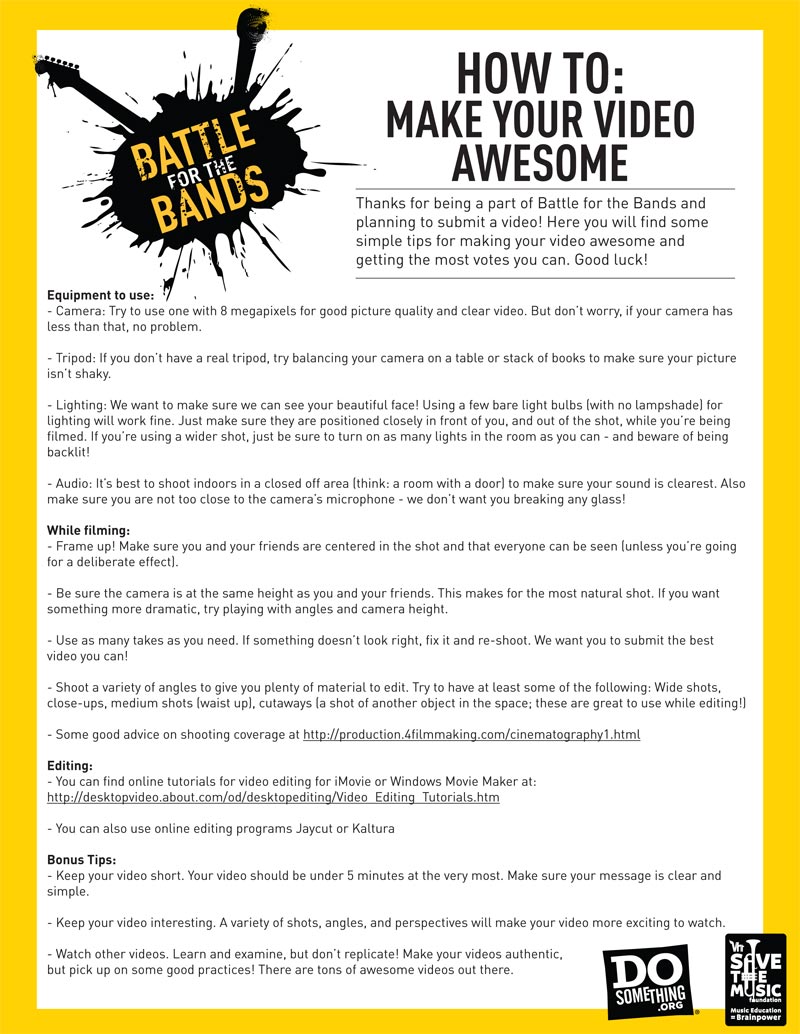 BATTLE
FOR THE
BANDS
HOW TO:
MAKE YOUR VIDEO
AWESOME
Thanks for being a part of Battle for the Bands and
planning to submit a video! Here you will find some
simple tips for making your video awesome and
getting the most votes you can. Good luck!
Equipment to use:
- Camera: Try to use one with 8 megapixels for good picture quality and clear video. But don't worry, if your camera has
less than that, no problem.
- Tripod: If you don't have a real tripod, try balancing your camera on a table or stack of books to make sure your picture
isn't shaky.
- Lighting: We want to make sure we can see your beautiful face! Using a few bare light bulbs (with no lampshade) for
lighting will work fine. Just make sure they are positioned closely in front of you, and out of the shot, while you're being
filmed. If you're using a wider shot, just be sure to turn on as many lights in the room as you can - and beware of being
backlit!
- Audio: It's best to shoot indoors in a closed off area (think: a room with a door) to make sure your sound is clearest. Also
make sure you are not too close to the camera's microphone - we don't want you breaking any glass!
While filming:
- Frame up! Make sure you and your friends are centered in the shot and that everyone can be seen (unless you're going
for a deliberate effect).
- Be sure the camera is at the same height as you and your friends. This makes for the most natural shot. If you want
something more dramatic, try playing with angles and camera height.
- Use as many takes as you need. If something doesn't look right, fix it and re-shoot. We want you to submit the best
video you can!
- Shoot a variety of angles to give you plenty of material to edit. Try to have at least some of the following: Wide shots,
close-ups, medium shots (waist up), cutaways (a shot of another object in the space; these are great to use while editing!)
- Some good advice on shooting coverage at http://production.4filmmaking.com/cinematography1.html
Editing:
- You can find online tutorials for video editing for iMovie or Windows Movie Maker at:
http://desktopvideo.about.com/od/desktopediting/Video_Editing_Tutorials.htm
- You can also use online editing programs Jaycut or Kaltura
Bonus Tips:
- Keep your video short. Your video should be under 5 minutes at the very most. Make sure your message is clear and
simple.
- Keep your video interesting. A variety of shots, angles, and perspectives will make your video more exciting to watch.
- Watch other videos. Learn and examine, but don't replicate! Make your videos authentic,
but pick up on some good practices! There are tons of awesome videos out there.
DO
SOMETHING
.ORG
®
VH1
SAVE
THE
MUSIC
foundation
Music Education
= Brainpower